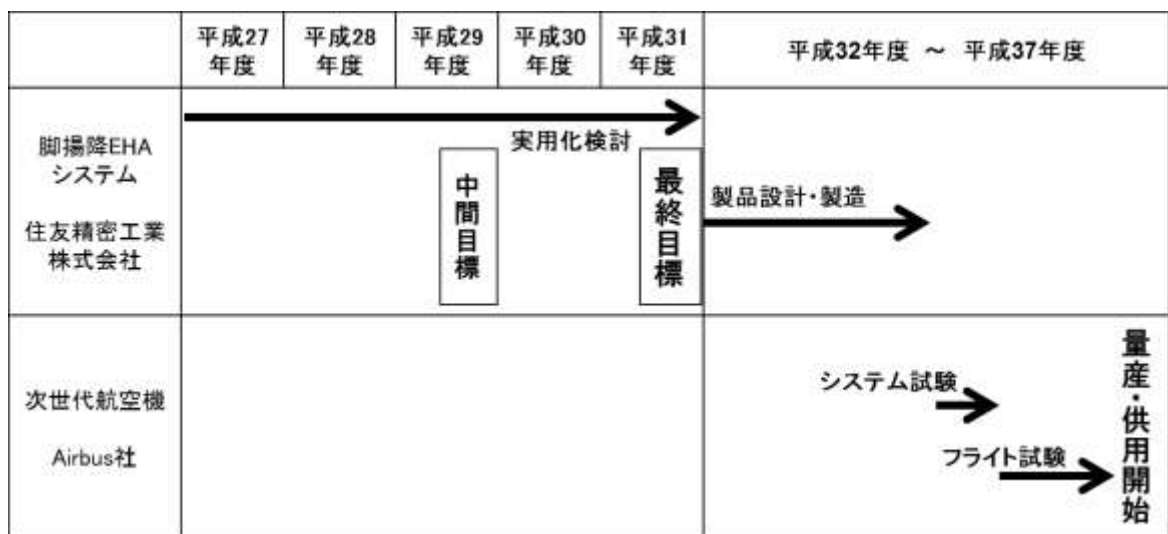 平成27
年度
平成28
年度
平成29
年度
平成30
年度
平成31
年度
平成32年度 ～ 平成37年度
脚揚降EHA
システム
住友精密工業
株式会社
実用化検討
中間目標
最終目標
製品設計・製造
次世代航空機
Airbus社
システム試験
フライト試験
量産・供用開始